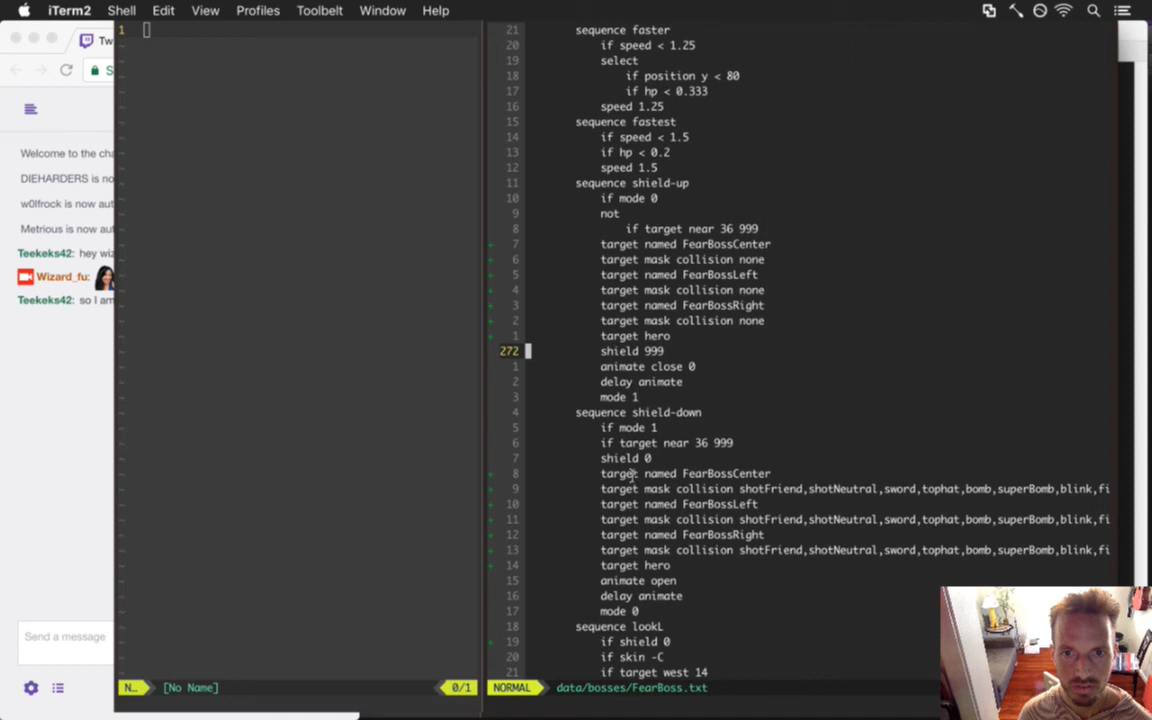 iTerm2 Shell Edit View Profiles Toolbelt Window Help
Tw
S
Welcome to the cha
DIEHARDERS is no
w0lfrock is now aut
Metrious is now aut
Teekeks42: hey wiz
Wizard_fu:
Teekeks42: so I am
Send a message
1
~
N... [No Name] 0/1
21 sequence faster
20 if speed < 1.25
19 select
18 if position y < 80
17 if hp < 0.333
16 speed 1.25
15 sequence fastest
14 if speed < 1.5
13 if hp < 0.2
12 speed 1.5
11 sequence shield-up
10 if mode 0
9 not
8 if target near 36 999
+ 7 target named FearBossCenter
+ 6 target mask collision none
+ 5 target named FearBossLeft
+ 4 target mask collision none
+ 3 target named FearBossRight
+ 2 target mask collision none
+ 1 target hero
272 shield 999
1 animate close 0
2 delay animate
3 mode 1
4 sequence shield-down
5 if mode 1
6 if target near 36 999
7 shield 0
+ 8 target named FearBossCenter
+ 9 target mask collision shotFriend,shotNeutral,sword,tophat,bomb,superBomb,blink,fi
+ 10 target named FearBossLeft
+ 11 target mask collision shotFriend,shotNeutral,sword,tophat,bomb,superBomb,blink,fi
+ 12 target named FearBossRight
+ 13 target mask collision shotFriend,shotNeutral,sword,tophat,bomb,superBomb,blink,fi
+ 14 target hero
15 animate open
16 delay animate
17 mode 0
18 sequence lookL
+ 19 if shield 0
20 if skin -C
21 if target west 14
NORMAL data/bosses/FearBoss.txt